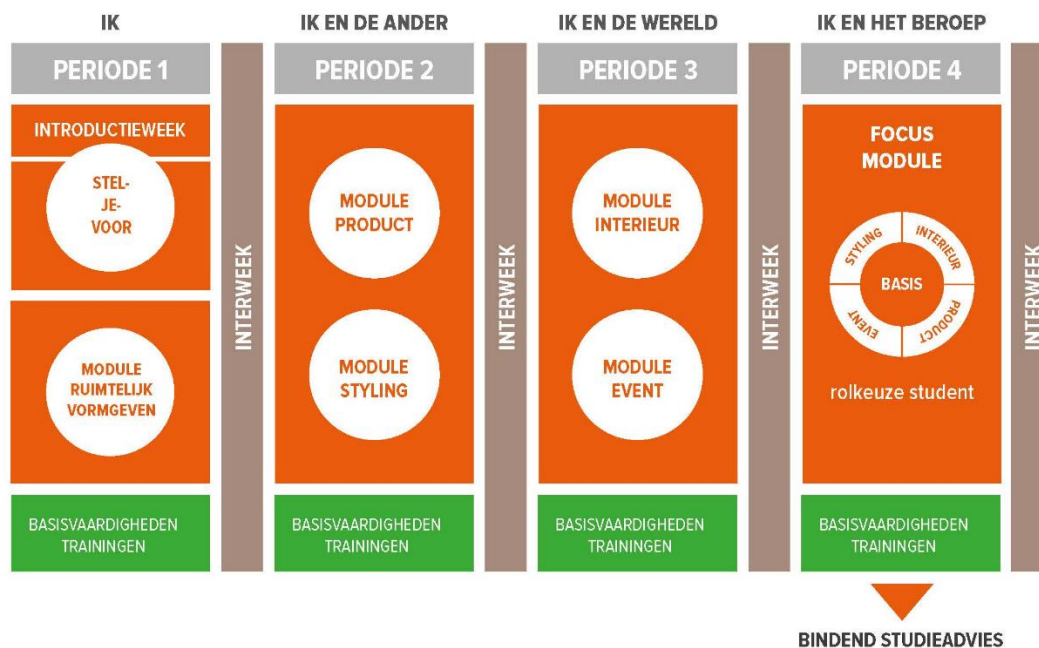 IK
PERIODE 1
INTRODUCTIEWEEK
STEL-
JE-
VOOR
MODULE
RUIMTELIJK
VORMGEVEN
BASISVAARDIGHEDEN
TRAININGEN
INTERWEEK
IK EN DE ANDER
PERIODE 2
MODULE
PRODUCT
MODULE
STYLING
BASISVAARDIGHEDEN
TRAININGEN
INTERWEEK
IK EN DE WERELD
PERIODE 3
MODULE
INTERIEUR
MODULE
EVENT
BASISVAARDIGHEDEN
TRAININGEN
INTERWEEK
IK EN HET BEROEP
PERIODE 4
FOCUS
MODULE
STYLING
INTERIEUR
BASIS
EVENT
PRODUCT
rolkeuze student
BASISVAARDIGHEDEN
TRAININGEN
INTERWEEK
BINDEND STUDIEADVIES